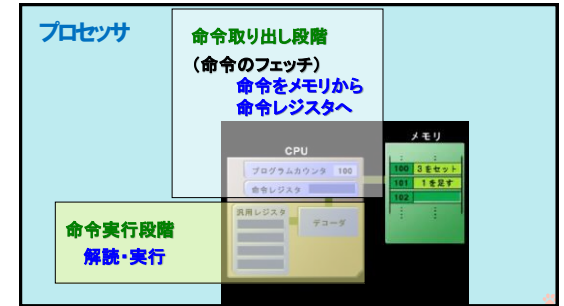 プロセッサ
命令取り出し段階
(命令のフェッチ)
命令をメモリから
命令レジスタへ
メモリ
CPU
プログラムカウンタ 100
命令レジスタ
100 3をセット
101 1を足す
102
汎用レジスタ
デコーダ
命令実行段階
解読・実行